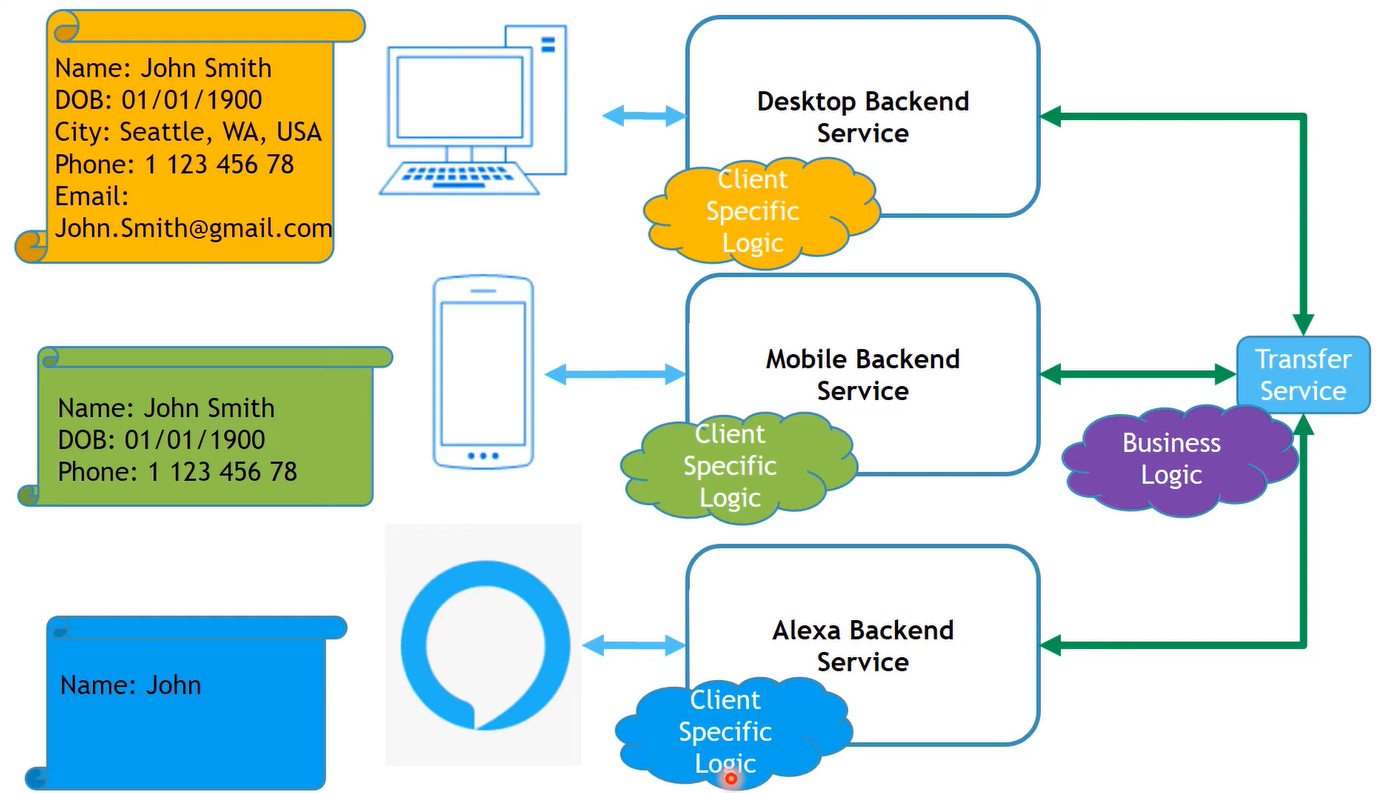 Name: John Smith
DOB: 01/01/1900
City: Seattle, WA, USA
Phone: 1 123 456 78
Email:
John.Smith@gmail.com
Desktop Backend
Service
Client
Specific
Logic
Name: John Smith
DOB: 01/01/1900
Phone: 1 123 456 78
Mobile Backend
Service
Client
Specific
Logic
Transfer
Service
Business
Logic
Name: John
Alexa Backend
Service
Client
Specific
Logic